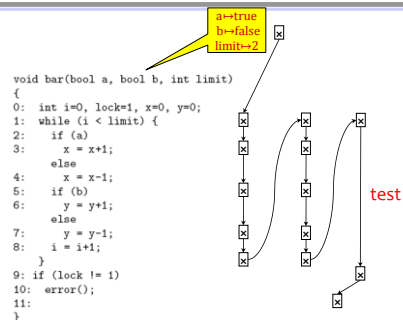 a↦true
b↦false
limit↦2
void bar(bool a, bool b, int limit)
{
0: int i=0, lock=1, x=0, y=0;
1: while (i < limit) {
2: if (a)
3: x = x+1;
else
4: x = x-1;
5: if (b)
6: y = y+1;
else
7: y = y-1;
8: i = i+1;
}
9: if (lock != 1)
10: error();
11:
}
test